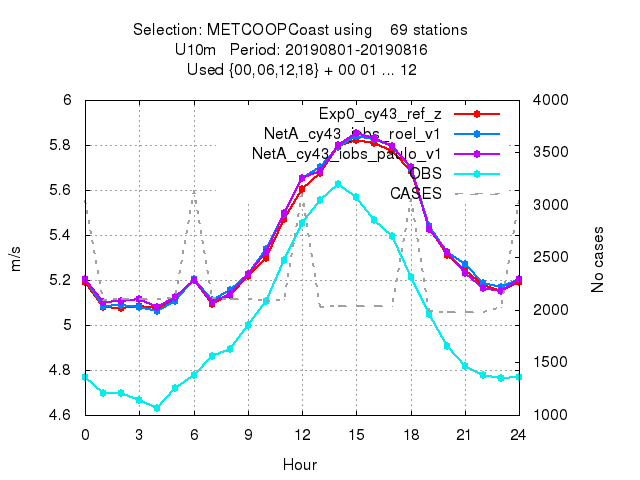 Selection: METCOOPCoast using 69 stations
U10m Period: 20190801-20190816
Used {00,06,12,18} + 00 01 ... 12
Exp0_cy43_ref_z
NetA_cy43_iobs_roel_v1
NetA_cy43_iobs_paulo_v1
OBS
CASES
6
5.8
5.6
5.4
5.2
5
4.8
4.6
m/s
4000
3500
3000
2500
2000
1500
1000
No cases
0 3 6 9 12 15 18 21 24
Hour